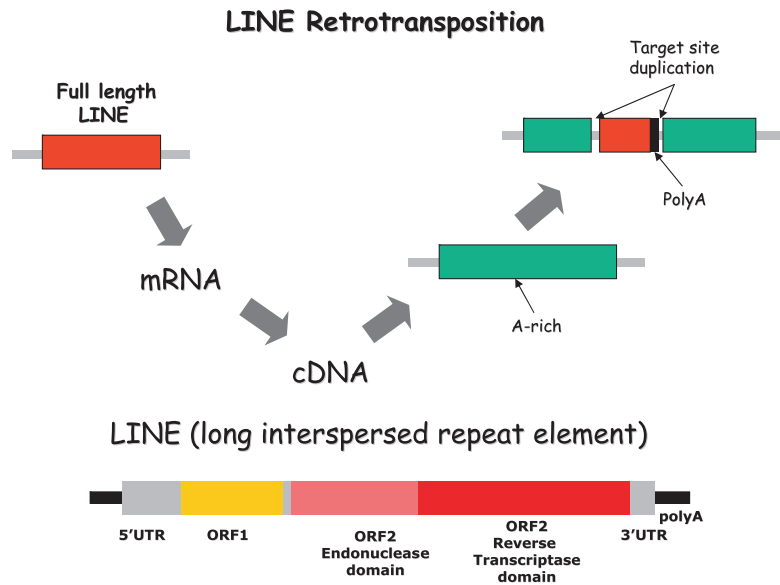 LINE Retrotransposition
Target site
duplication
Full length
LINE
PolyA
mRNA
A-rich
cDNA
LINE (long interspersed repeat element)
5'UTR
ORF1
ORF2
Endonuclease
domain
ORF2
Reverse
Transcriptase
domain
3'UTR
polyA